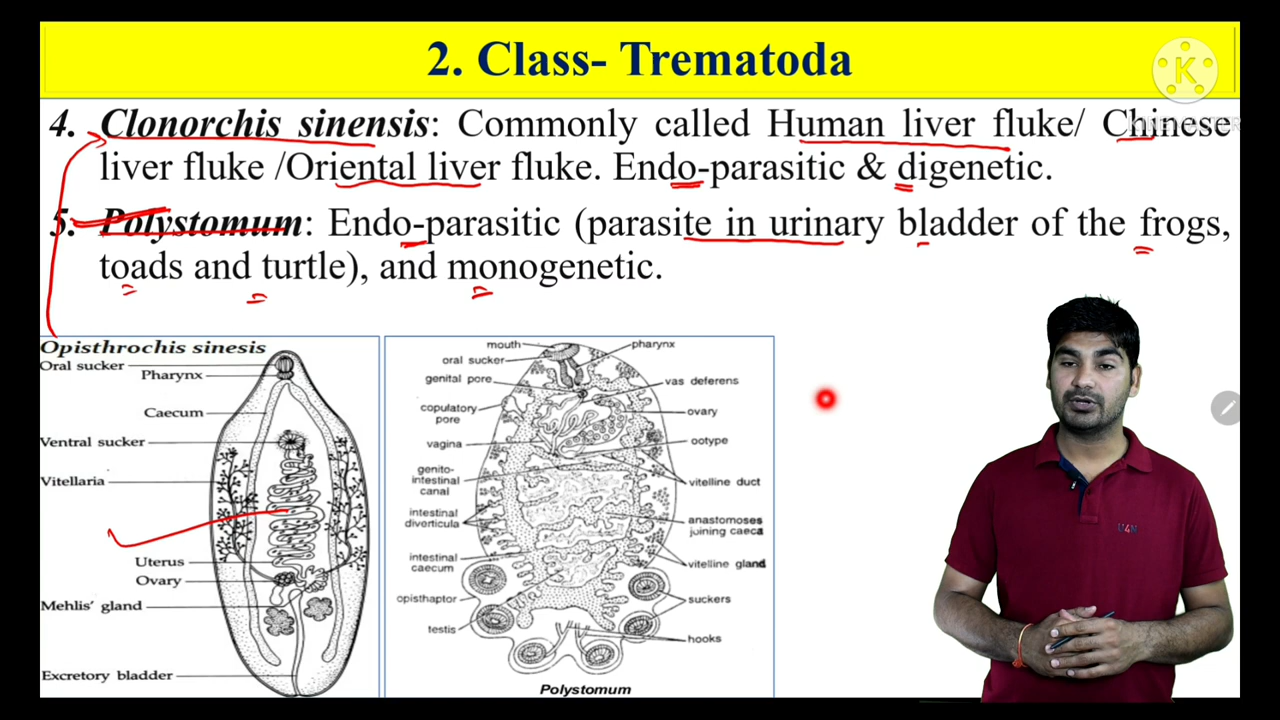 2. Class- Trematoda
K
KINEMASTER
4. Clonorchis sinensis: Commonly called Human liver fluke/ Chinese
liver fluke /Oriental liver fluke. Endo-parasitic & digenetic.
5. Polystomum: Endo-parasitic (parasite in urinary bladder of the frogs,
toads and turtle), and monogenetic.
Opisthrochis sinesis
Oral sucker
Pharynx
Caecum
Ventral sucker
Vitellaria
Uterus
Ovary
Mehlis' gland
Excretory bladder
mouth
oral sucker
genital pore
copulatory
pore
vagina
genito-
intestinal
canal
intestinal
diverticula
intestinal
caecum
opisthaptor
testis
pharynx
vas deferens
ovary
ootype
vitelline duct
anastomoses
joining caeca
vitelline gland
suckers
hooks
Polystomum